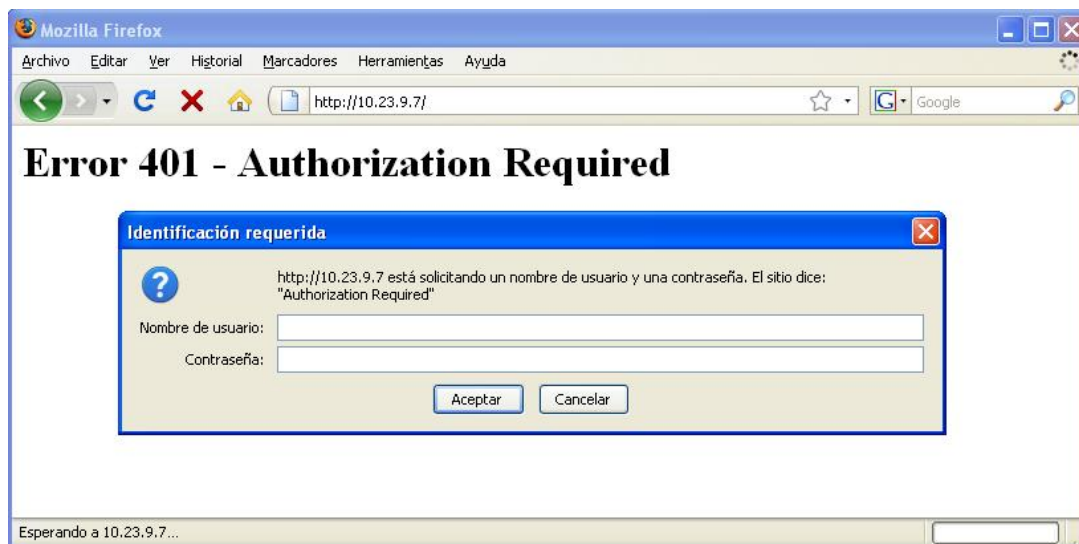 Mozilla Firefox
Archivo Editar Ver Historial Marcadores Herramientas Ayuda
http://10.23.9.7/ G Google
Error 401 - Authorization Required
Identificación requerida
http://10.23.9.7 está solicitando un nombre de usuario y una contraseña. El sitio dice:
"Authorization Required"
Nombre de usuario:
Contraseña:
Aceptar Cancelar
Esperando a 10.23.9.7...